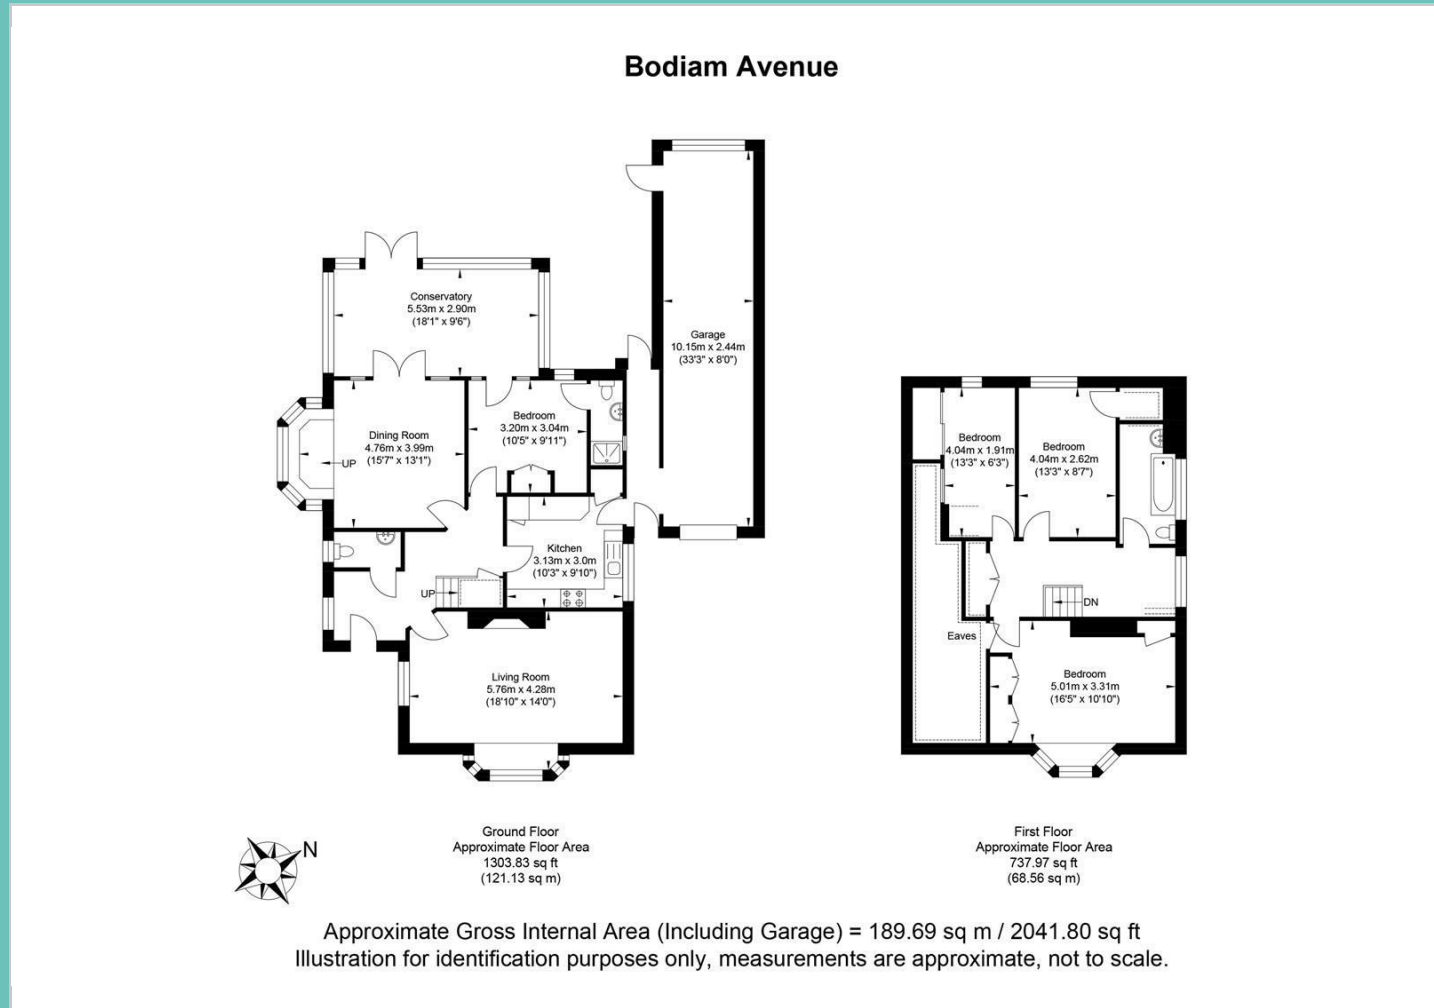 Bodiam Avenue
Conservatory
5.53m x 2.90m
(18'1" x 9'6")
Garage
10.15m x 2.44m
(33'3" x 8'0")
Dining Room
4.76m x 3.99m
(15'7" x 13'1")
UP
Bedroom
3.20m x 3.04m
(10'5" x 9'11")
Kitchen
3.13m x 3.0m
(10'3" x 9'10")
UP
Living Room
5.76m x 4.28m
(18'10" x 14'0")
Bedroom
4.04m x 1.91m
(13'3" x 6'3")
Bedroom
4.04m x 2.62m
(13'3" x 8'7")
DN
Eaves
Bedroom
5.01m x 3.31m
(16'5" x 10'10")
N
Ground Floor
Approximate Floor Area
1303.83 sq ft
(121.13 sq m)
First Floor
Approximate Floor Area
737.97 sq ft
(68.56 sq m)
Approximate Gross Internal Area (Including Garage) = 189.69 sq m / 2041.80 sq ft
Illustration for identification purposes only, measurements are approximate, not to scale.